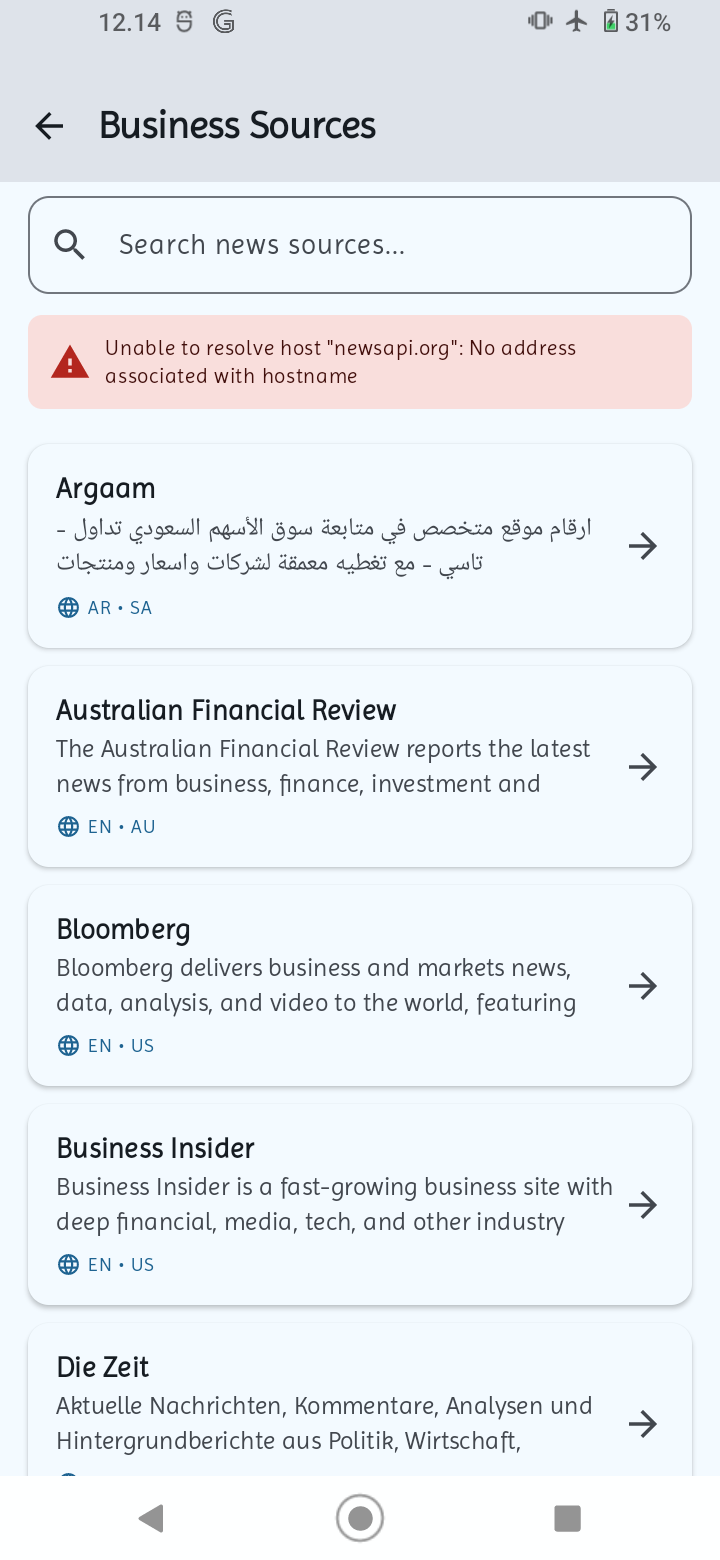 12.14
31%
Business Sources
Search news sources...
Unable to resolve host "newsapi.org": No address
associated with hostname
Argaam
ارقام موقع متخصص في متابعة سوق الأسهم السعودي تداول -
تاسي - مع تغطيه معمقة لشركات واسعار ومنتجات
AR • SA
Australian Financial Review
The Australian Financial Review reports the latest
news from business, finance, investment and
EN • AU
Bloomberg
Bloomberg delivers business and markets news,
data, analysis, and video to the world, featuring
EN • US
Business Insider
Business Insider is a fast-growing business site with
deep financial, media, tech, and other industry
EN • US
Die Zeit
Aktuelle Nachrichten, Kommentare, Analysen und
Hintergrundberichte aus Politik, Wirtschaft,